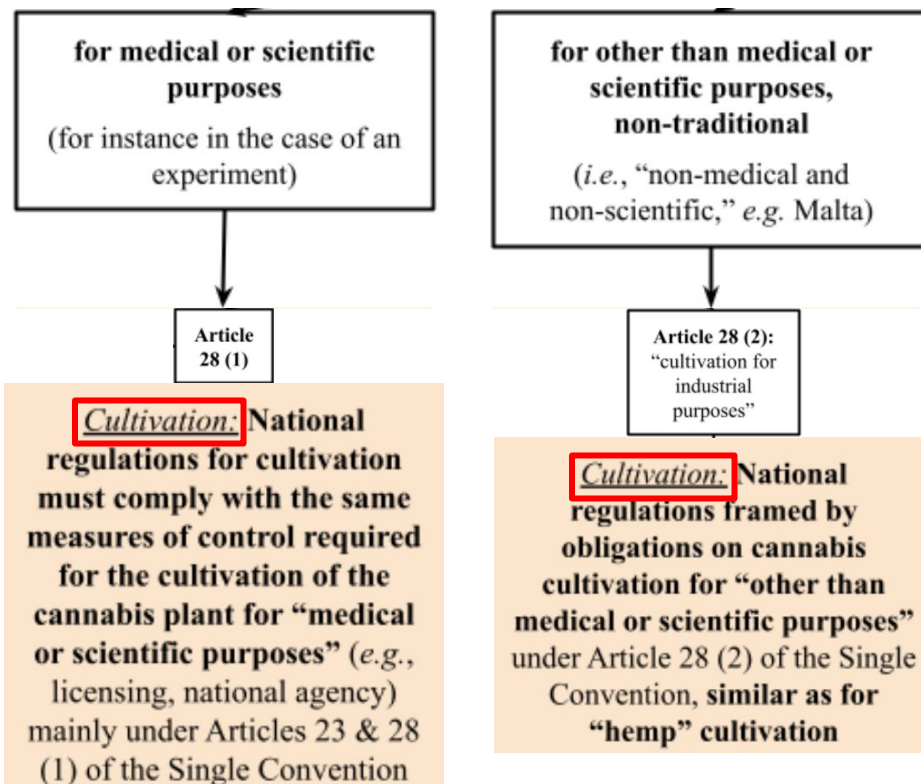 for medical or scientific
purposes
(for instance in the case of an
experiment)
Article
28 (1)
Cultivation: National
regulations for cultivation
must comply with the same
measures of control required
for the cultivation of the
cannabis plant for “medical
or scientific purposes” (e.g.,
licensing, national agency)
mainly under Articles 23 & 28
(1) of the Single Convention
for other than medical or
scientific purposes,
non-traditional
(i.e., “non-medical and
non-scientific,” e.g. Malta)
Article 28 (2):
“cultivation for
industrial
purposes”
Cultivation: National
regulations framed by
obligations on cannabis
cultivation for “other than
medical or scientific purposes”
under Article 28 (2) of the Single
Convention, similar as for
“hemp” cultivation